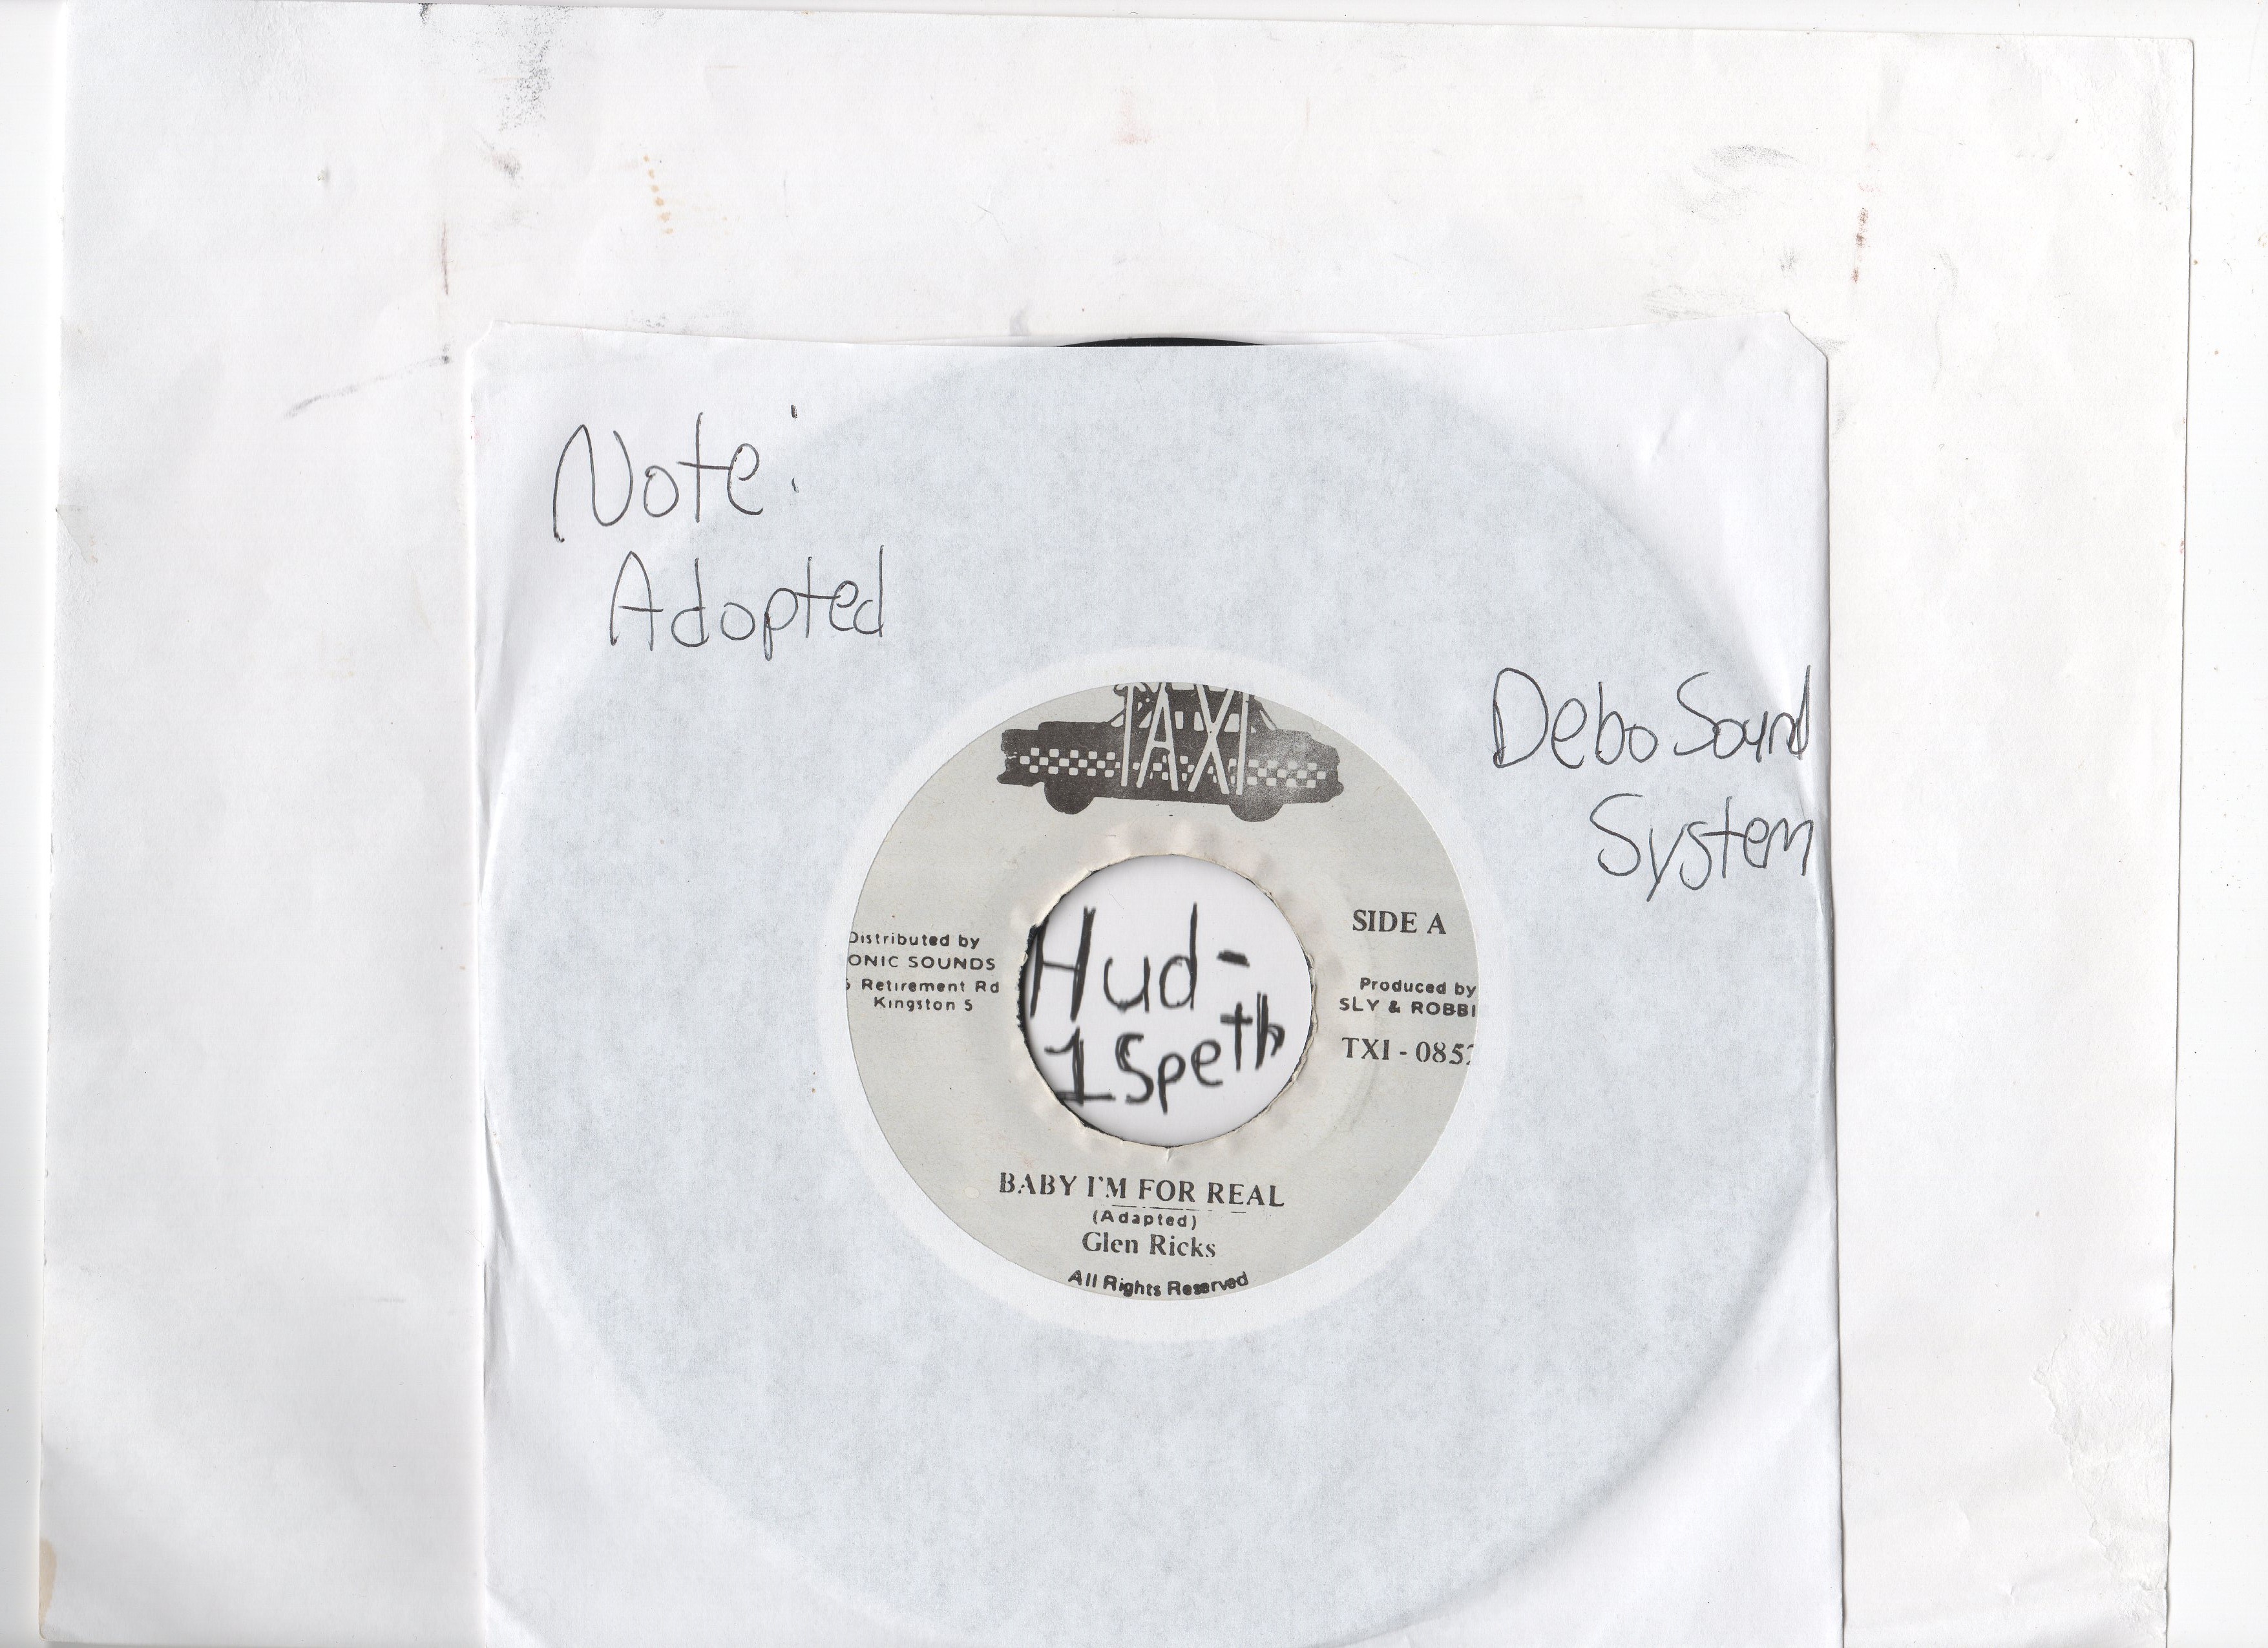 Note:
Adopted
Debo Sound
System
TAXI
Distributed by
ONIC SOUNDS
Retirement Rd
Kingston 5
Hud-
1Speth
SIDE A
Produced by
SLY & ROBBI
TXI - 085
BABY I'M FOR REAL
(Adapted)
Glen Ricks
All Rights Reserved